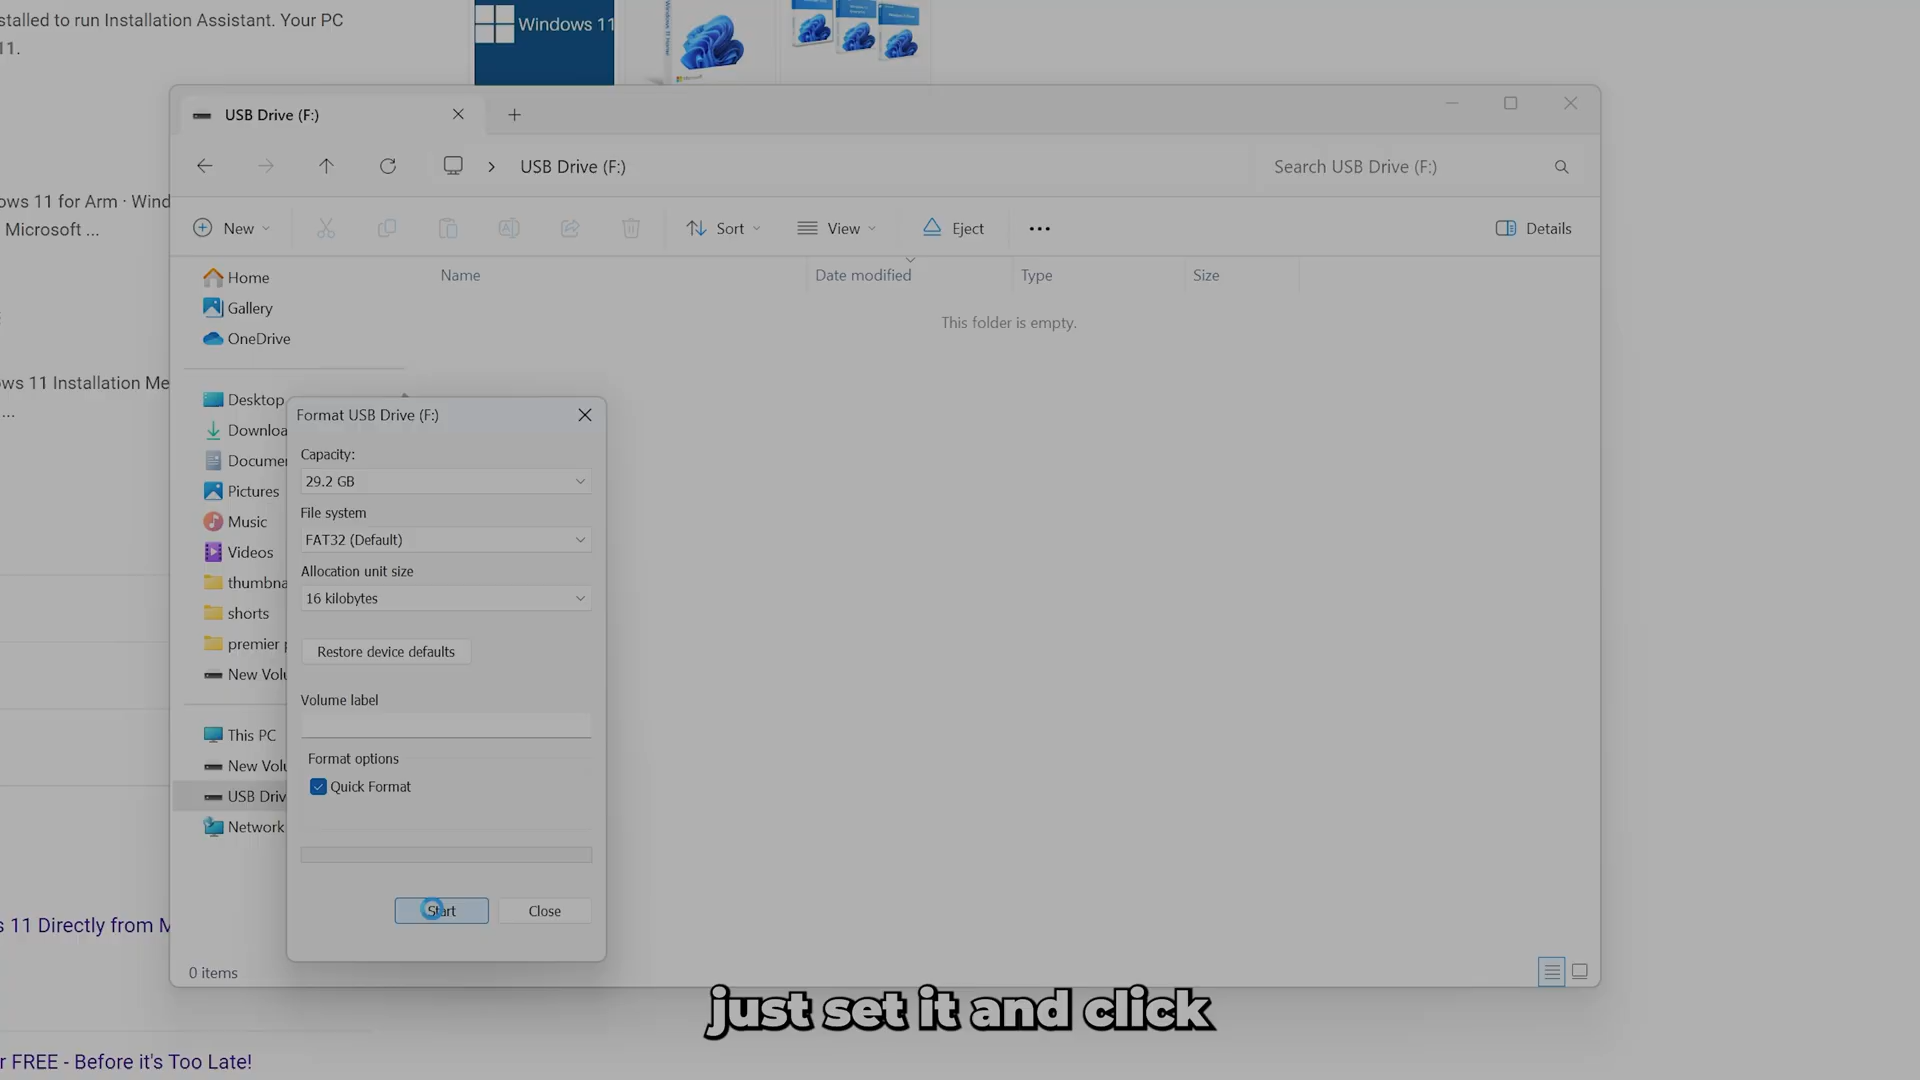 stalled to run Installation Assistant. Your PC
11.
Windows 11
USB Drive (F:)
USB Drive (F:)
Search USB Drive (F:)
ows 11 for Arm · Wind
Microsoft ...
New
Sort
View
Eject
Details
Name
Date modified
Type
Size
This folder is empty.
Home
Gallery
OneDrive
ows 11 Installation Me
...
Desktop
Downloa
Documen
Pictures
Music
Videos
thumbna
shorts
premier p
New Volu
This PC
New Volu
USB Driv
Network
Format USB Drive (F:)
Capacity:
29.2 GB
File system
FAT32 (Default)
Allocation unit size
16 kilobytes
Restore device defaults
Volume label
Format options
Quick Format
Start
Close
s 11 Directly from M
0 items
just set it and click
r FREE - Before it's Too Late!